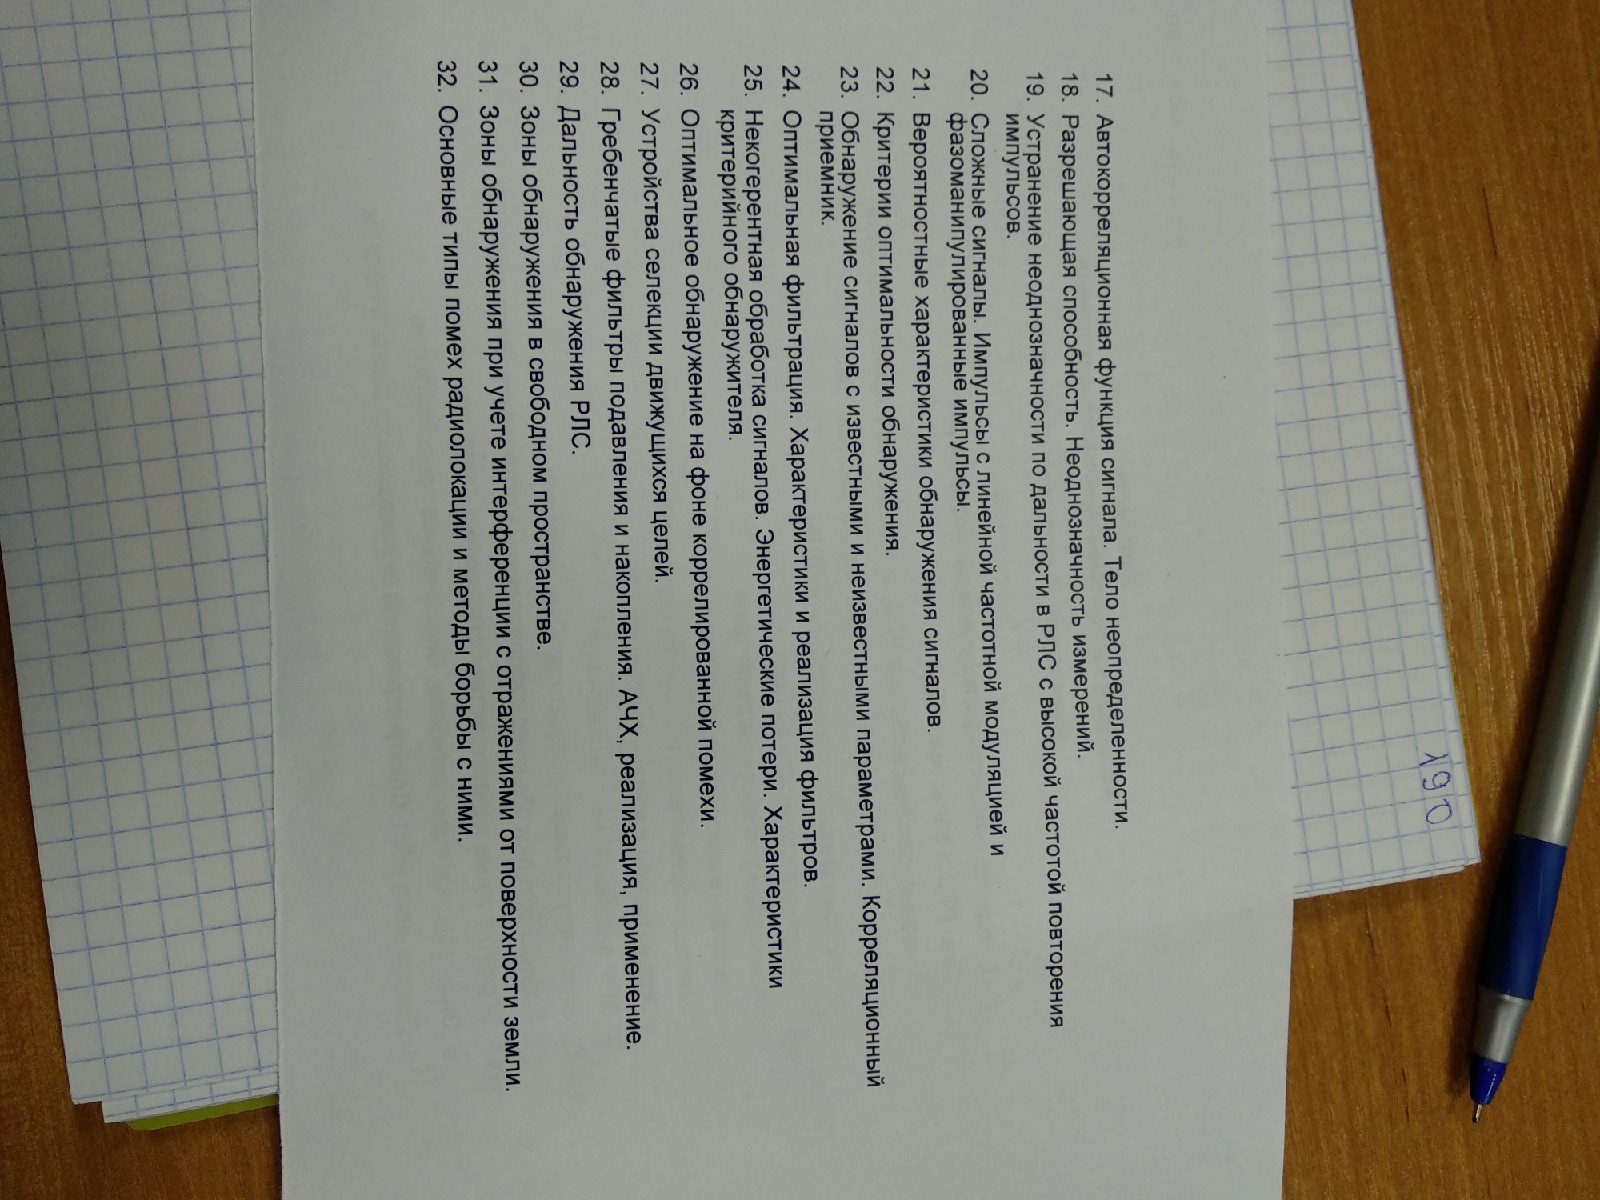 190
17. Автокорреляционная функция сигнала. Тело неопределенности.
18. Разрешающая способность. Неоднозначность измерений.
19. Устранение неоднозначности по дальности в РЛС с высокой частотой повторения
импульсов.
20. Сложные сигналы. Импульсы с линейной частотной модуляцией и
фазоманипулированные импульсы.
21. Вероятностные характеристики обнаружения сигналов.
22. Критерии оптимальности обнаружения.
23. Обнаружение сигналов с известными и неизвестными параметрами. Корреляционный
приемник.
24. Оптимальная фильтрация. Характеристики и реализация фильтров.
25. Некогерентная обработка сигналов. Энергетические потери. Характеристики
критерийного обнаружителя.
26. Оптимальное обнаружение на фоне коррелированной помехи.
27. Устройства селекции движущихся целей.
28. Гребенчатые фильтры подавления и накопления. АЧХ, реализация, применение.
29. Дальность обнаружения РЛС.
30. Зоны обнаружения в свободном пространстве.
31. Зоны обнаружения при учете интерференции с отражениями от поверхности земли.
32. Основные типы помех радиолокации и методы борьбы с ними.